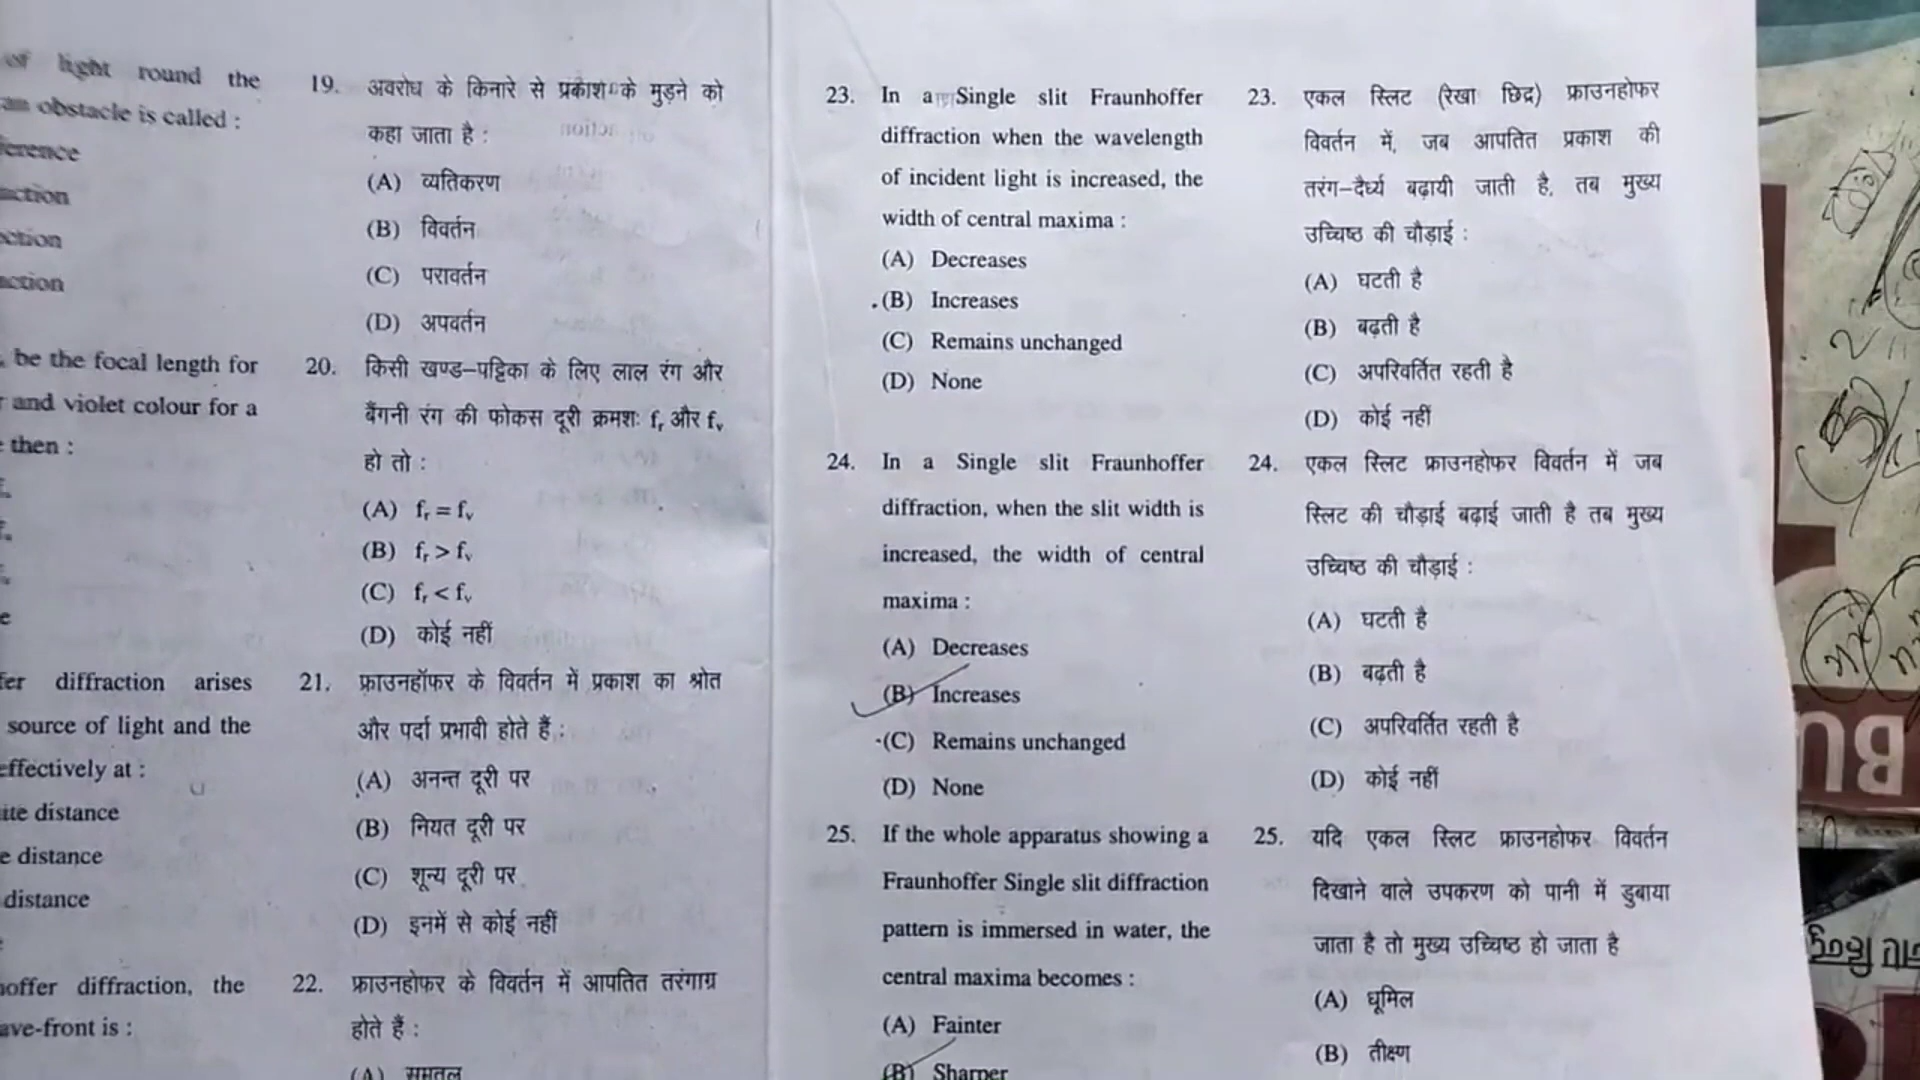 of light round the
an obstacle is called :
be the focal length for
and violet colour for a
then :
diffraction arises
source of light and the
effectively at :
distance
distance
distance
diffraction, the
is :
19. अवरोध के किनारे से प्रकाश के मुड़ने को
कहा जाता है :
(A) व्यतिकरण
(B) विवर्तन
(C) परावर्तन
(D) अपवर्तन
20. किसी खण्ड-पट्टिका के लिए लाल रंग और
बैंगनी रंग की फोकस दूरी क्रमशः fr और fv
हो तो :
(A) fr = fv
(B) fr > fv
(C) fr < fv
(D) कोई नहीं
21. फ्राउनहॉफर के विवर्तन में प्रकाश का श्रोत
और पर्दा प्रभावी होते हैं :
(A) अनन्त दूरी पर
(B) नियत दूरी पर
(C) शून्य दूरी पर
(D) इनमें से कोई नहीं
22. फ्राउनहोफर के विवर्तन में आपतित तरंगाग्र
होते हैं :
(A) समतल
23. In a Single slit Fraunhoffer
diffraction when the wavelength
of incident light is increased, the
width of central maxima :
(A) Decreases
(B) Increases
(C) Remains unchanged
(D) None
24. In a Single slit Fraunhoffer
diffraction, when the slit width is
increased, the width of central
maxima :
(A) Decreases
(B) Increases
(C) Remains unchanged
(D) None
25. If the whole apparatus showing a
Fraunhoffer Single slit diffraction
pattern is immersed in water, the
central maxima becomes :
(A) Fainter
(B) Sharper
23. एकल स्लिट (रेखा छिद्र) फ्राउनहोफर
विवर्तन में, जब आपतित प्रकाश की
तरंग-दैर्ध्य बढ़ायी जाती है, तब मुख्य
उच्चिष्ठ की चौड़ाई :
(A) घटती है
(B) बढ़ती है
(C) अपरिवर्तित रहती है
(D) कोई नहीं
24. एकल स्लिट फ्राउनहोफर विवर्तन में जब
स्लिट की चौड़ाई बढ़ाई जाती है तब मुख्य
उच्चिष्ठ की चौड़ाई :
(A) घटती है
(B) बढ़ती है
(C) अपरिवर्तित रहती है
(D) कोई नहीं
25. यदि एकल स्लिट फ्राउनहोफर विवर्तन
दिखाने वाले उपकरण को पानी में डुबाया
जाता है तो मुख्य उच्चिष्ठ हो जाता है
(A) धूमिल
(B) तीक्ष्ण